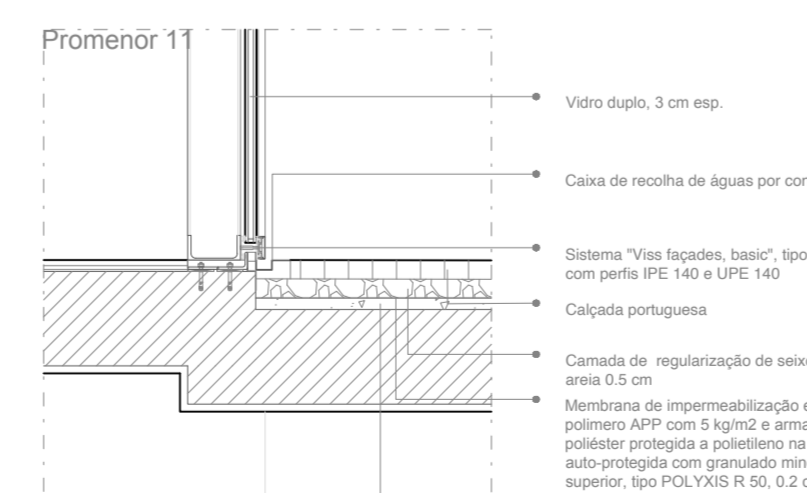 Promenor 11
Vidro duplo, 3 cm esp.
Caixa de recolha de águas por
Sistema "Viss façades, basic", tipo
com perfis IPE 140 e UPE 140
Calçada portuguesa
Camada de regularização de
areia 0.5 cm
Membrana de impermeabilização
polimero APP com 5 kg/m2 e
poliéster protegida a polietileno na
auto-protegida com granulado
superior, tipo POLYXIS R 50, 0.2